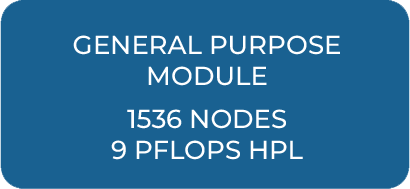 GENERAL PURPOSE
MODULE
1536 NODES
9 PFLOPS HPL